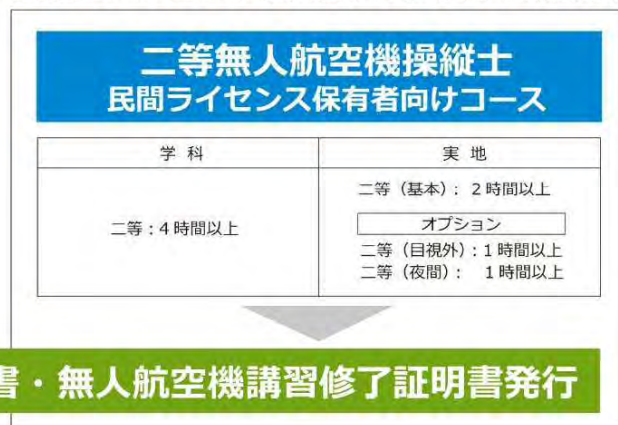 二等無人航空機操縦士
民間ライセンス保有者向けコース
学 科
実 地
二等：4時間以上
二等（基本）： 2時間以上
オプション
二等（目視外）：1時間以上
二等（夜間）： 1時間以上
書・無人航空機講習修了証明書発行